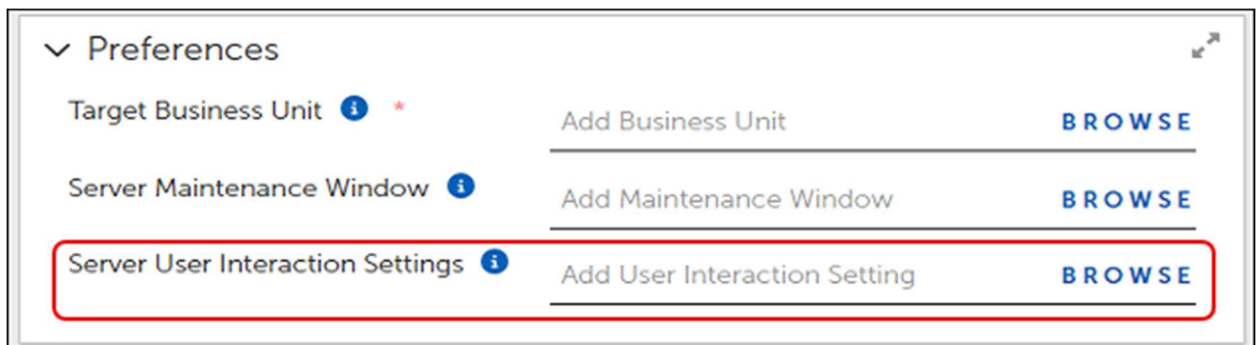 Preferences
Target Business Unit i * Add Business Unit BROWSE
Server Maintenance Window i Add Maintenance Window BROWSE
Server User Interaction Settings i Add User Interaction Setting BROWSE